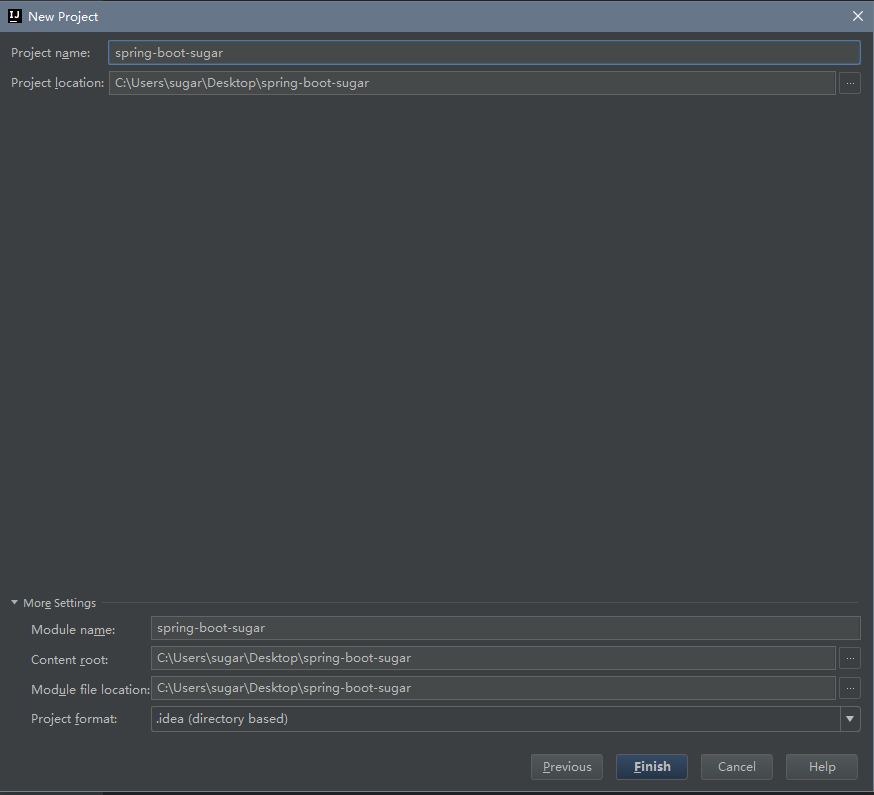 New Project
Project name: spring-boot-sugar
Project location: C:\Users\sugar\Desktop\spring-boot-sugar ...
More Settings
Module name: spring-boot-sugar
Content root: C:\Users\sugar\Desktop\spring-boot-sugar ...
Module file location: C:\Users\sugar\Desktop\spring-boot-sugar ...
Project format: .idea (directory based)
Previous Finish Cancel Help